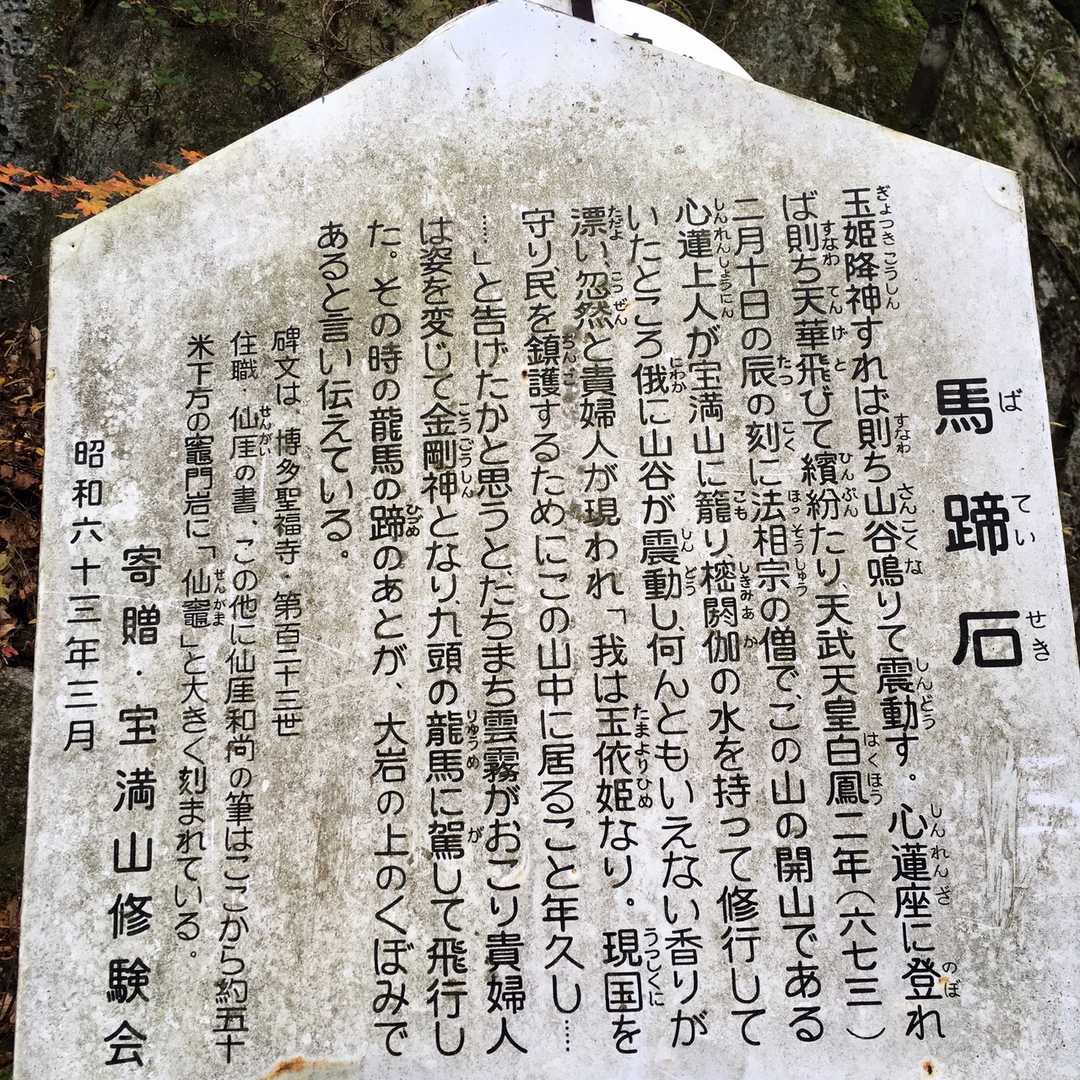 馬蹄石
玉姫降神すれば則ち山谷鳴りて震動す。心蓮座に登れ
ば則ち天華飛びて繽紛たり、天武天皇白鳳二年(六七三)
二月十日の辰の刻に法相宗の僧で、この山の開山である
心蓮上人が宝満山に籠り、樒閼伽の水を持って修行して
いたところ俄に山谷が震動し、何んともいえない香りが
漂い、忽然と貴婦人が現われ「我は玉依姫なり。現国を
守り、民を鎮護するためにこの山中に居ること年久し……
……」と告げたかと思うと、たちまち雲霧がおこり貴婦人
は姿を変じて金剛神となり九頭の龍馬に駕して飛行し
た。その時の龍馬の蹄のあとが、大岩の上のくぼみで
あると言い伝えている。
碑文は、博多聖福寺・第百二十三世
住職 仙厓の書、この他に仙厓和尚の筆はここから約五十
米下方の竈門岩に「仙竈」と大きく刻まれている。
寄贈・宝満山修験会
昭和六十三年三月